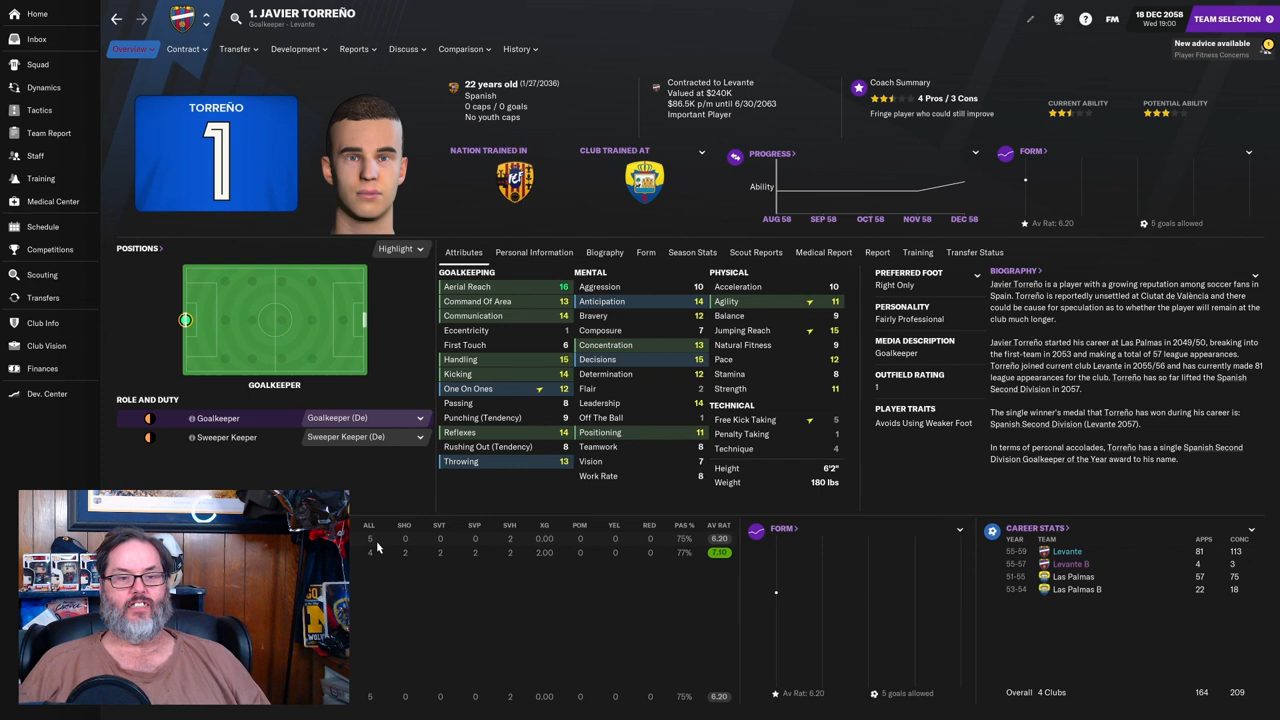 Home
Inbox
Squad
Dynamics
Tactics
Team Report
Staff
Training
Medical Center
Schedule
Competitions
Scouting
Transfers
Club Info
Club Vision
Finances
Dev. Center
1. JAVIER TORREÑO
Goalkeeper - Levante
18 DEC 2058
Wed 19:00
TEAM SELECTION
FM
New advice available
Player Fitness Concerns
1
Overview
Contract
Transfer
Development
Reports
Discuss
Comparison
History
TORREÑO
1
22 years old (1/27/2036)
Spanish
0 caps / 0 goals
No youth caps
Contracted to Levante
Valued at $240K
$86.5K p/m until 6/30/2063
Important Player
Coach Summary
4 Pros / 3 Cons
Fringe player who could still improve
CURRENT ABILITY
POTENTIAL ABILITY
NATION TRAINED IN
CLUB TRAINED AT
PROGRESS
Ability
AUG 58 SEP 58 OCT 58 NOV 58 DEC 58
FORM
Av Rat: 6.20
5 goals allowed
POSITIONS
Highlight
GOALKEEPER
ROLE AND DUTY
Goalkeeper Goalkeeper (De)
Sweeper Keeper Sweeper Keeper (De)
Attributes Personal Information Biography Form Season Stats Scout Reports Medical Report Report Training Transfer Status
GOALKEEPING
Aerial Reach 16
Command Of Area 13
Communication 14
Eccentricity 1
First Touch 6
Handling 15
Kicking 14
One On Ones 12
Passing 8
Punching (Tendency) 9
Reflexes 14
Rushing Out (Tendency) 8
Throwing 13
MENTAL
Aggression 10
Anticipation 14
Bravery 12
Composure 7
Concentration 13
Decisions 15
Determination 12
Flair 2
Leadership 14
Off The Ball 1
Positioning 11
Teamwork 8
Vision 7
Work Rate 8
PHYSICAL
Acceleration 10
Agility 11
Balance 9
Jumping Reach 15
Natural Fitness 9
Pace 12
Stamina 8
Strength 11
TECHNICAL
Free Kick Taking 5
Penalty Taking 1
Technique 4
Height 6'2"
Weight 180 lbs
PREFERRED FOOT
Right Only
PERSONALITY
Fairly Professional
MEDIA DESCRIPTION
Goalkeeper
OUTFIELD RATING
1
PLAYER TRAITS
Avoids Using Weaker Foot
BIOGRAPHY
Javier Torreño is a player with a growing reputation among soccer fans in
Spain. Torreño is reportedly unsettled at Ciutat de València and there
could be cause for speculation as to whether the player will remain at the
club much longer.
Javier Torreño started his career at Las Palmas in 2049/50, breaking into
the first-team in 2053 and making a total of 57 league appearances.
Torreño joined current club Levante in 2055/56 and has currently made 81
league appearances for the club. Torreño has so far lifted the Spanish
Second Division in 2057.
The single winner's medal that Torreño has won during his career is:
Spanish Second Division (Levante 2057).
In terms of personal accolades, Torreño has a single Spanish Second
Division Goalkeeper of the Year award to his name.
ALL SHO SVT SVP SVH XG POM YEL RED PAS % AV RAT
5 0 0 0 2 0.00 0 0 0 75% 6.20
4 2 2 2 2 2.00 0 0 0 77% 7.10
5 0 0 0 2 0.00 0 0 0 75% 6.20
FORM
Av Rat: 6.20
5 goals allowed
CAREER STATS
YEAR TEAM APPS CONC
55-59 Levante 81 113
55-57 Levante B 4 3
51-55 Las Palmas 57 75
53-54 Las Palmas B 22 18
Overall 4 Clubs 164 209